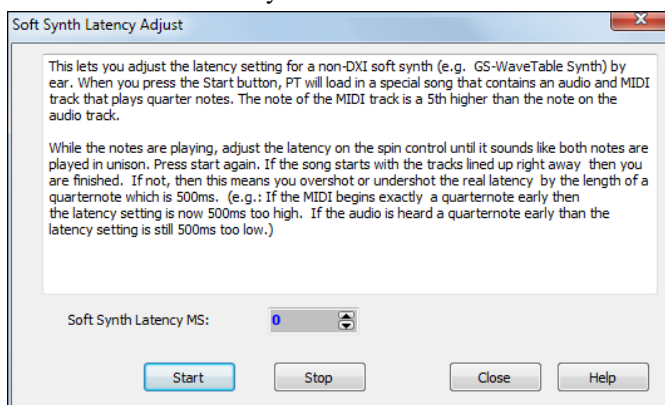 Soft Synth Latency Adjust
This lets you adjust the latency setting for a non-DXI soft synth (e.g. GS-WaveTable Synth) by
ear. When you press the Start button, PT will load in a special song that contains an audio and MIDI
track that plays quarter notes. The note of the MIDI track is a 5th higher than the note on the
audio track.
While the notes are playing, adjust the latency on the spin control until it sounds like both notes are
played in unison. Press start again. If the song starts with the tracks lined up right away then you
are finished. If not, then this means you overshot or undershot the real latency by the length of a
quarternote which is 500ms. (e.g.: If the MIDI begins exactly a quarternote early then
the latency setting is now 500ms too high. If the audio is heard a quarternote early than the
latency setting is still 500ms too low.)
Soft Synth Latency MS: 0
Start Stop Close Help